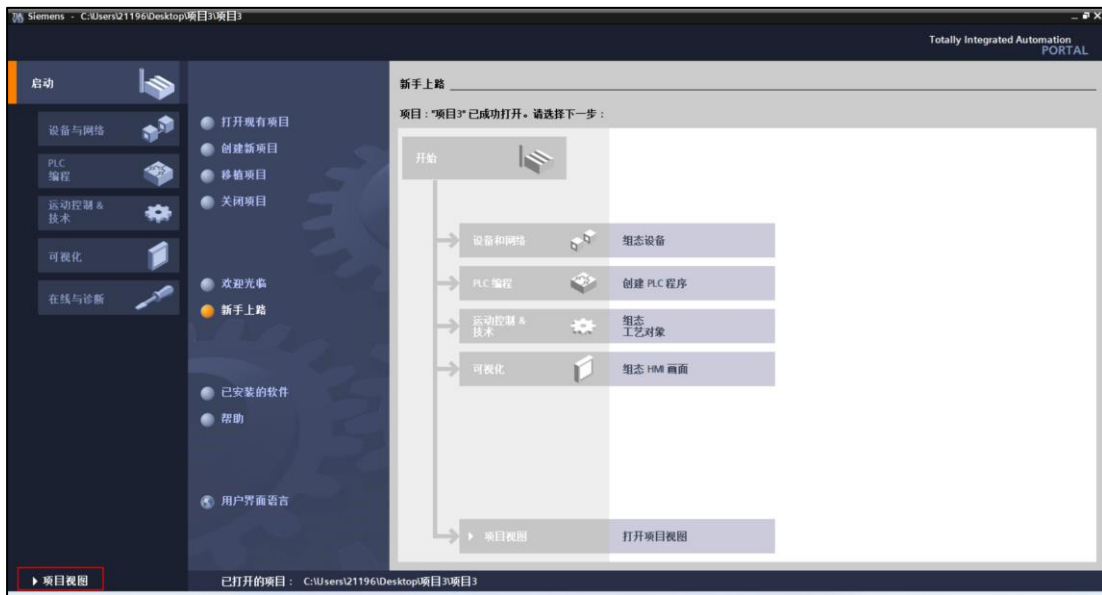 Siemens - C:\Users\21196\Desktop\项目3\项目3
Totally Integrated Automation
PORTAL
启动
设备与网络
PLC
编程
运动控制 &
技术
可视化
在线与诊断
打开现有项目
创建新项目
移植项目
关闭项目
欢迎光临
新手上路
已安装的软件
帮助
用户界面语言
新手上路
项目："项目3" 已成功打开。请选择下一步：
开始
设备和网络
组态设备
PLC 编程
创建 PLC 程序
运动控制 &
技术
组态
工艺对象
可视化
组态 HMI 画面
项目视图
打开项目视图
项目视图
已打开的项目： C:\Users\21196\Desktop\项目3\项目3